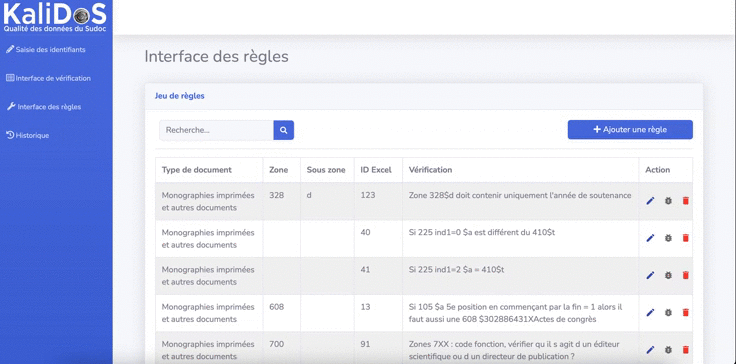 KaliDoS
Qualité des données du Sudoc
Saisie des identifiants
Interface de vérification
Interface des règles
Historique
Interface des règles
Jeu de règles
Recherche...
Ajouter une règle
Type de document Zone Sous zone ID Excel Vérification Action
Monographies imprimées 328 d 123 Zone 328$d doit contenir uniquement l'année de soutenance
et autres documents
Monographies imprimées 40 Si 225 ind1=0 $a est différent du 410$t
et autres documents
Monographies imprimées 41 Si 225 ind1=2 $a = 410$t
et autres documents
Monographies imprimées 608 13 Si 105 $a 5e position en commençant par la fin = 1 alors il
et autres documents faut aussi une 608 $302886431XActes de congrès
Monographies imprimées 700 91 Zones 7XX : code fonction, vérifier qu il s agit d un éditeur
et autres documents scientifique ou d un directeur de publication ?